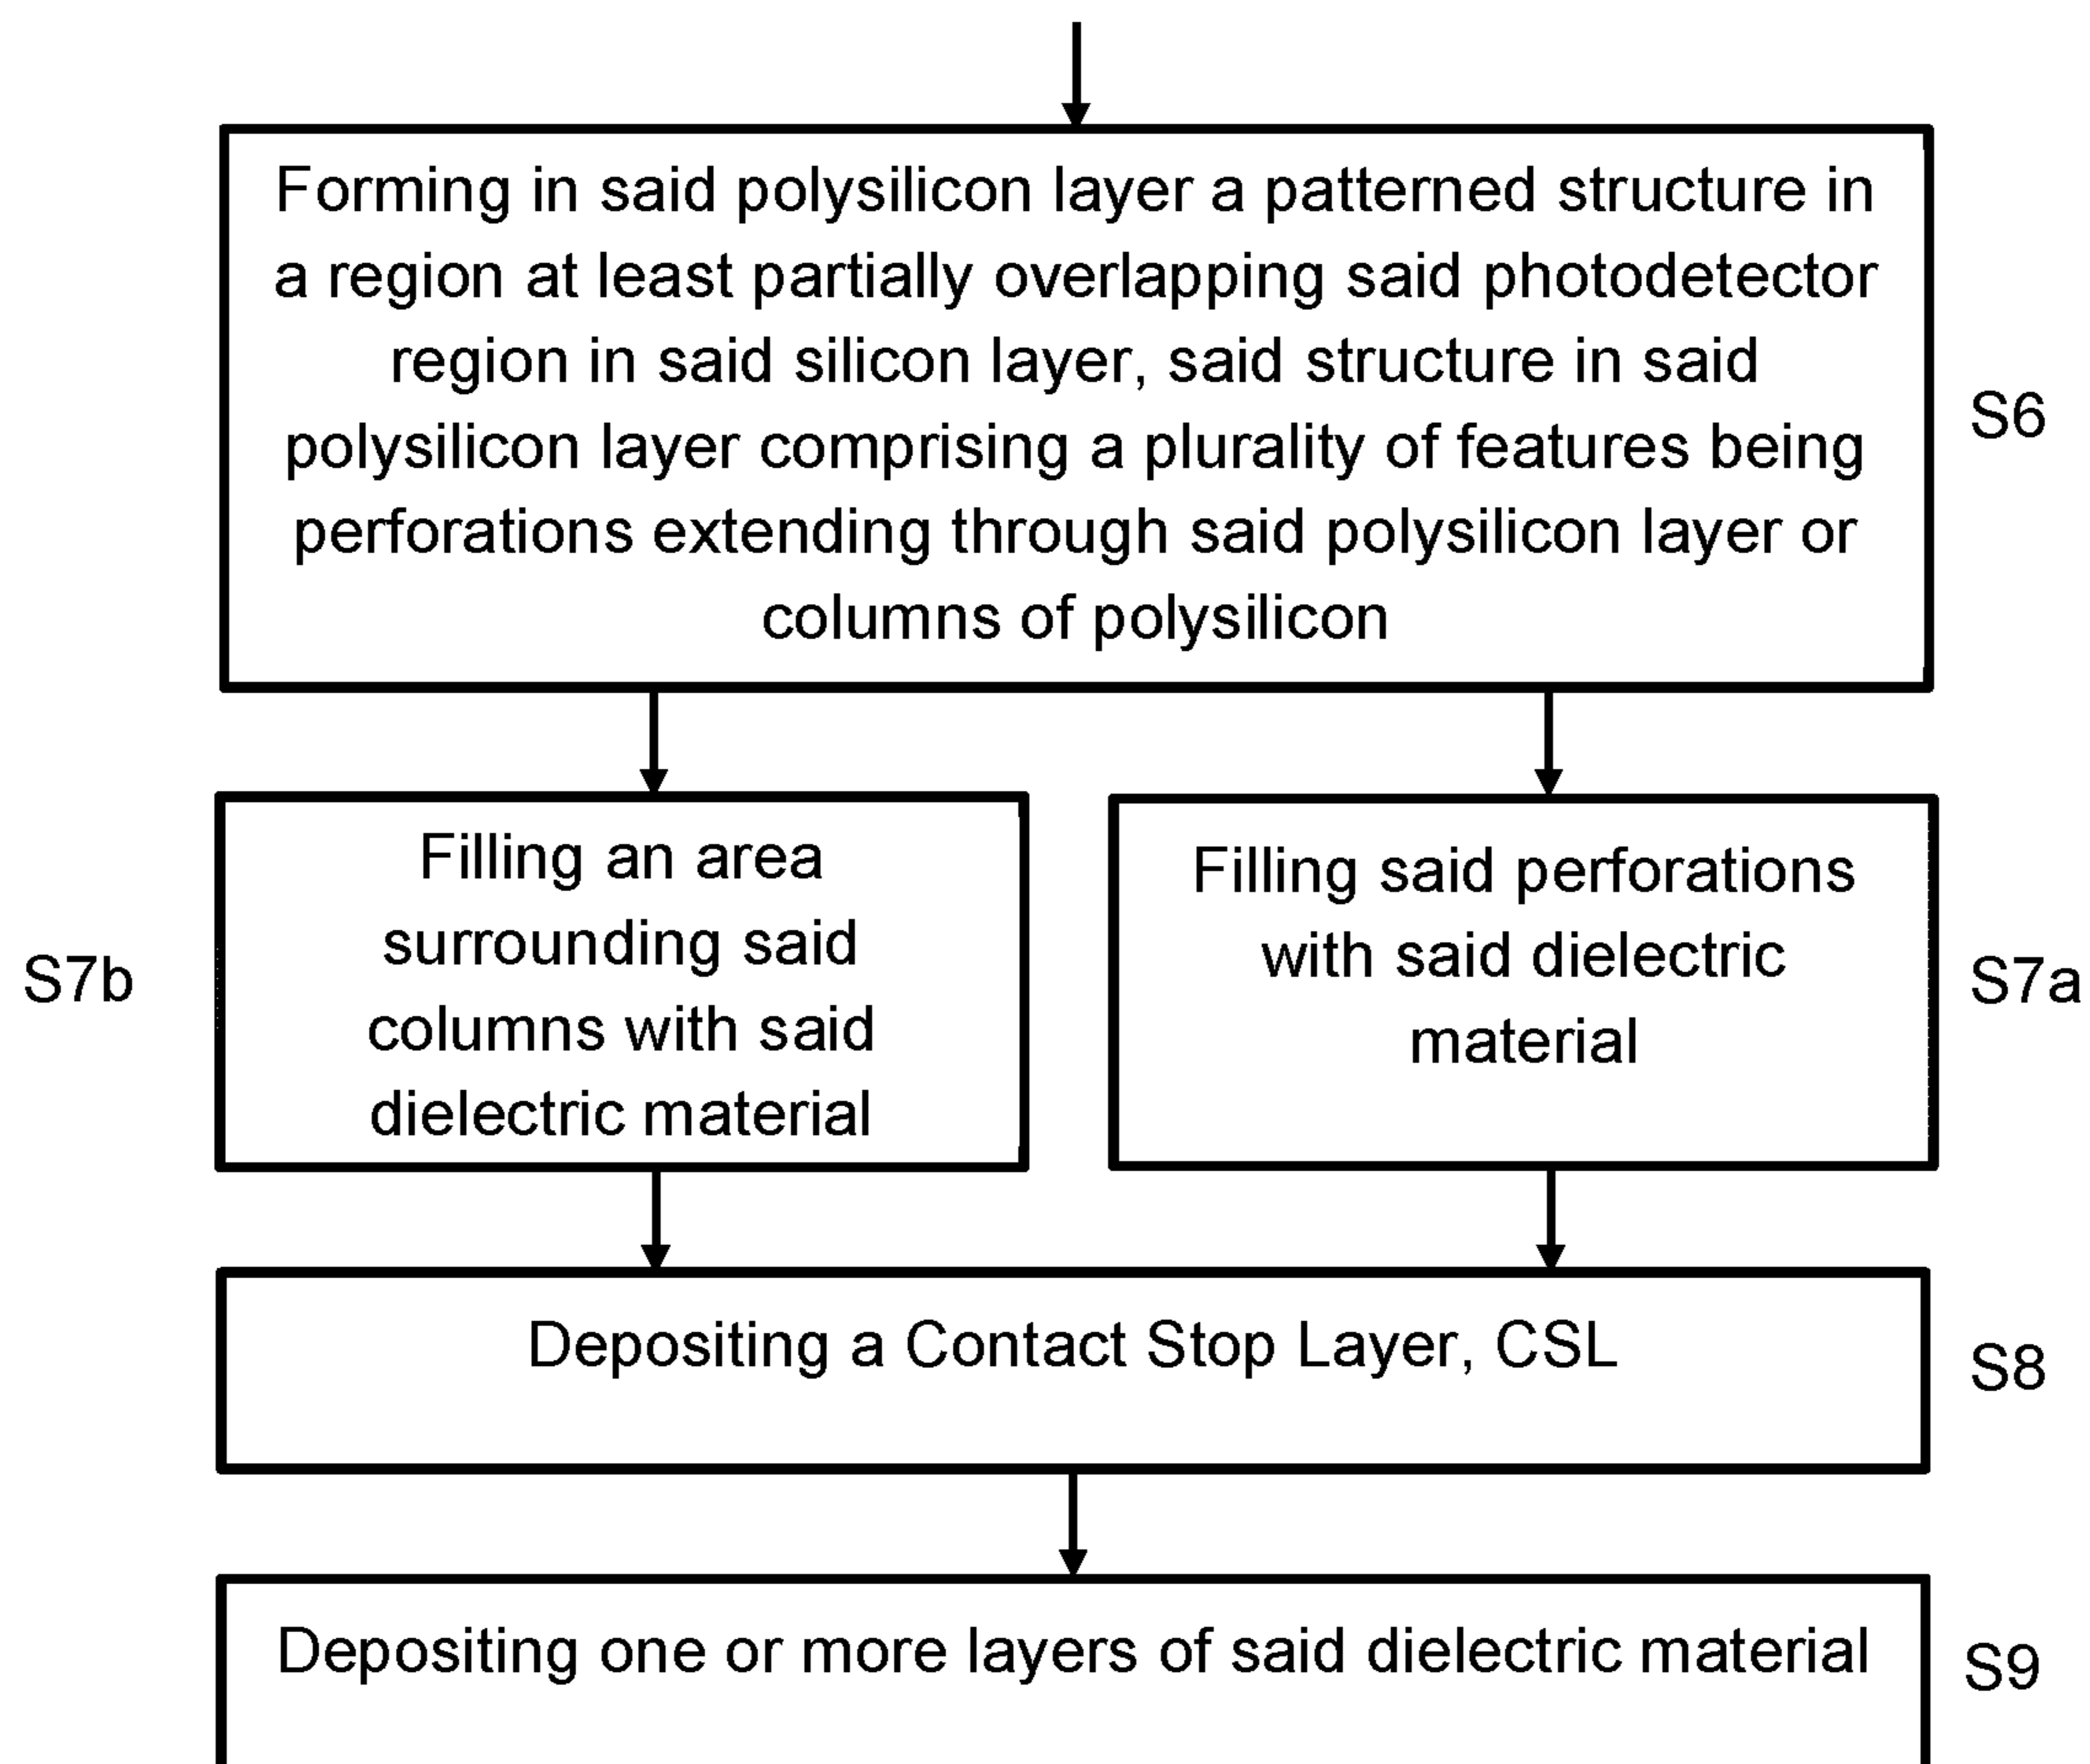 Forming in said polysilicon layer a patterned structure in
a region at least partially overlapping said photodetector
region in said silicon layer, said structure in said
polysilicon layer comprising a plurality of features being
perforations extending through said polysilicon layer or
columns of polysilicon
S6
S7b
Filling an area
surrounding said
columns with said
dielectric material
Filling said perforations
with said dielectric
material
S7a
Depositing a Contact Stop Layer, CSL
S8
Depositing one or more layers of said dielectric material
S9